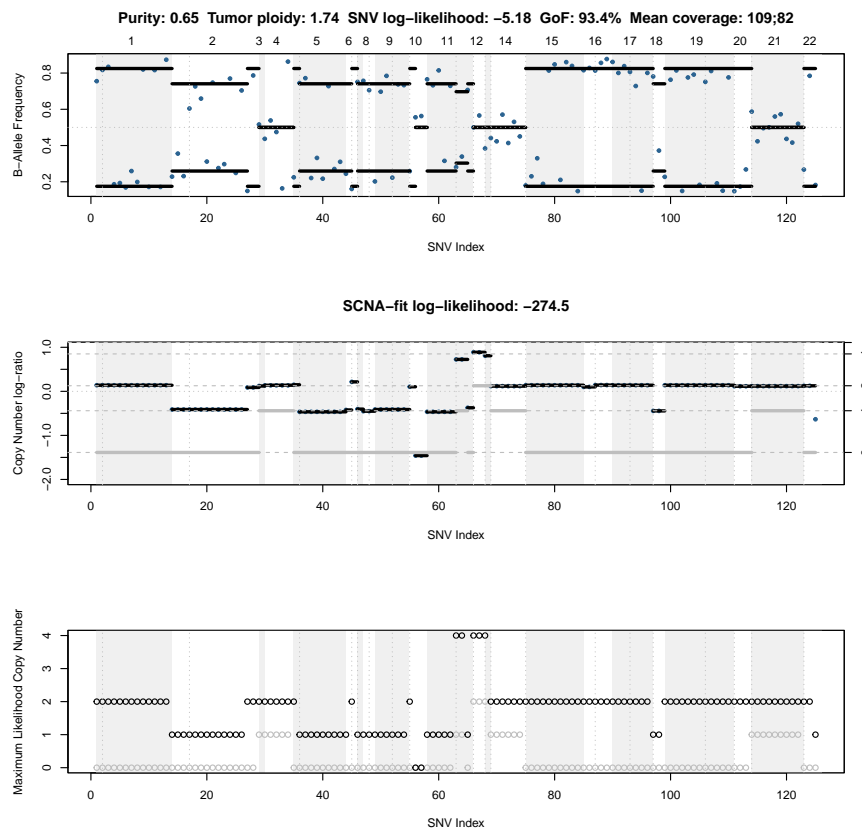 Purity: 0.65 Tumor ploidy: 1.74 SNV log−likelihood: −5.18 GoF: 93.4% Mean coverage: 109;82
1 2 3 4 5 6 8 9 10 11 12 14 15 16 17 18 19 20 21 22
B−Allele Frequency
0.8
0.6
0.4
0.2
0 20 40 60 80 100 120
SNV Index
SCNA−fit log−likelihood: −274.5
Copy Number log−ratio
1.0
0.0
−1.0
−2.0
0 20 40 60 80 100 120
SNV Index
Maximum Likelihood Copy Number
4
3
2
1
0
0 20 40 60 80 100 120
SNV Index